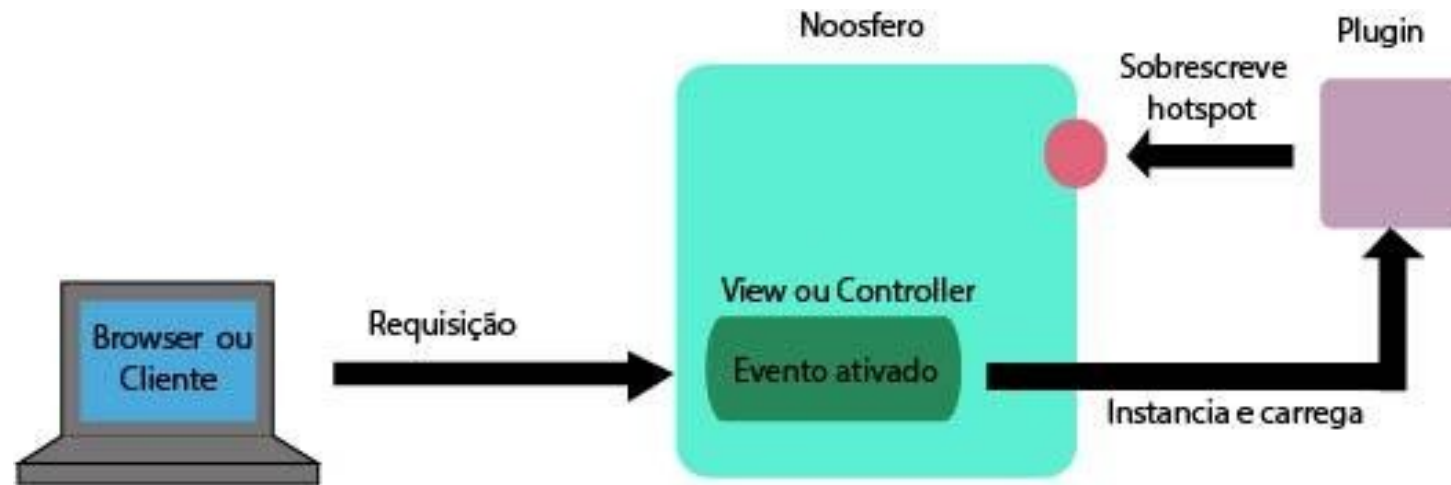 Noosfero
Plugin
Sobrescreve
hotspot
View ou Controller
Requisição
Browser ou
Cliente
Evento ativado
Instancia e carrega